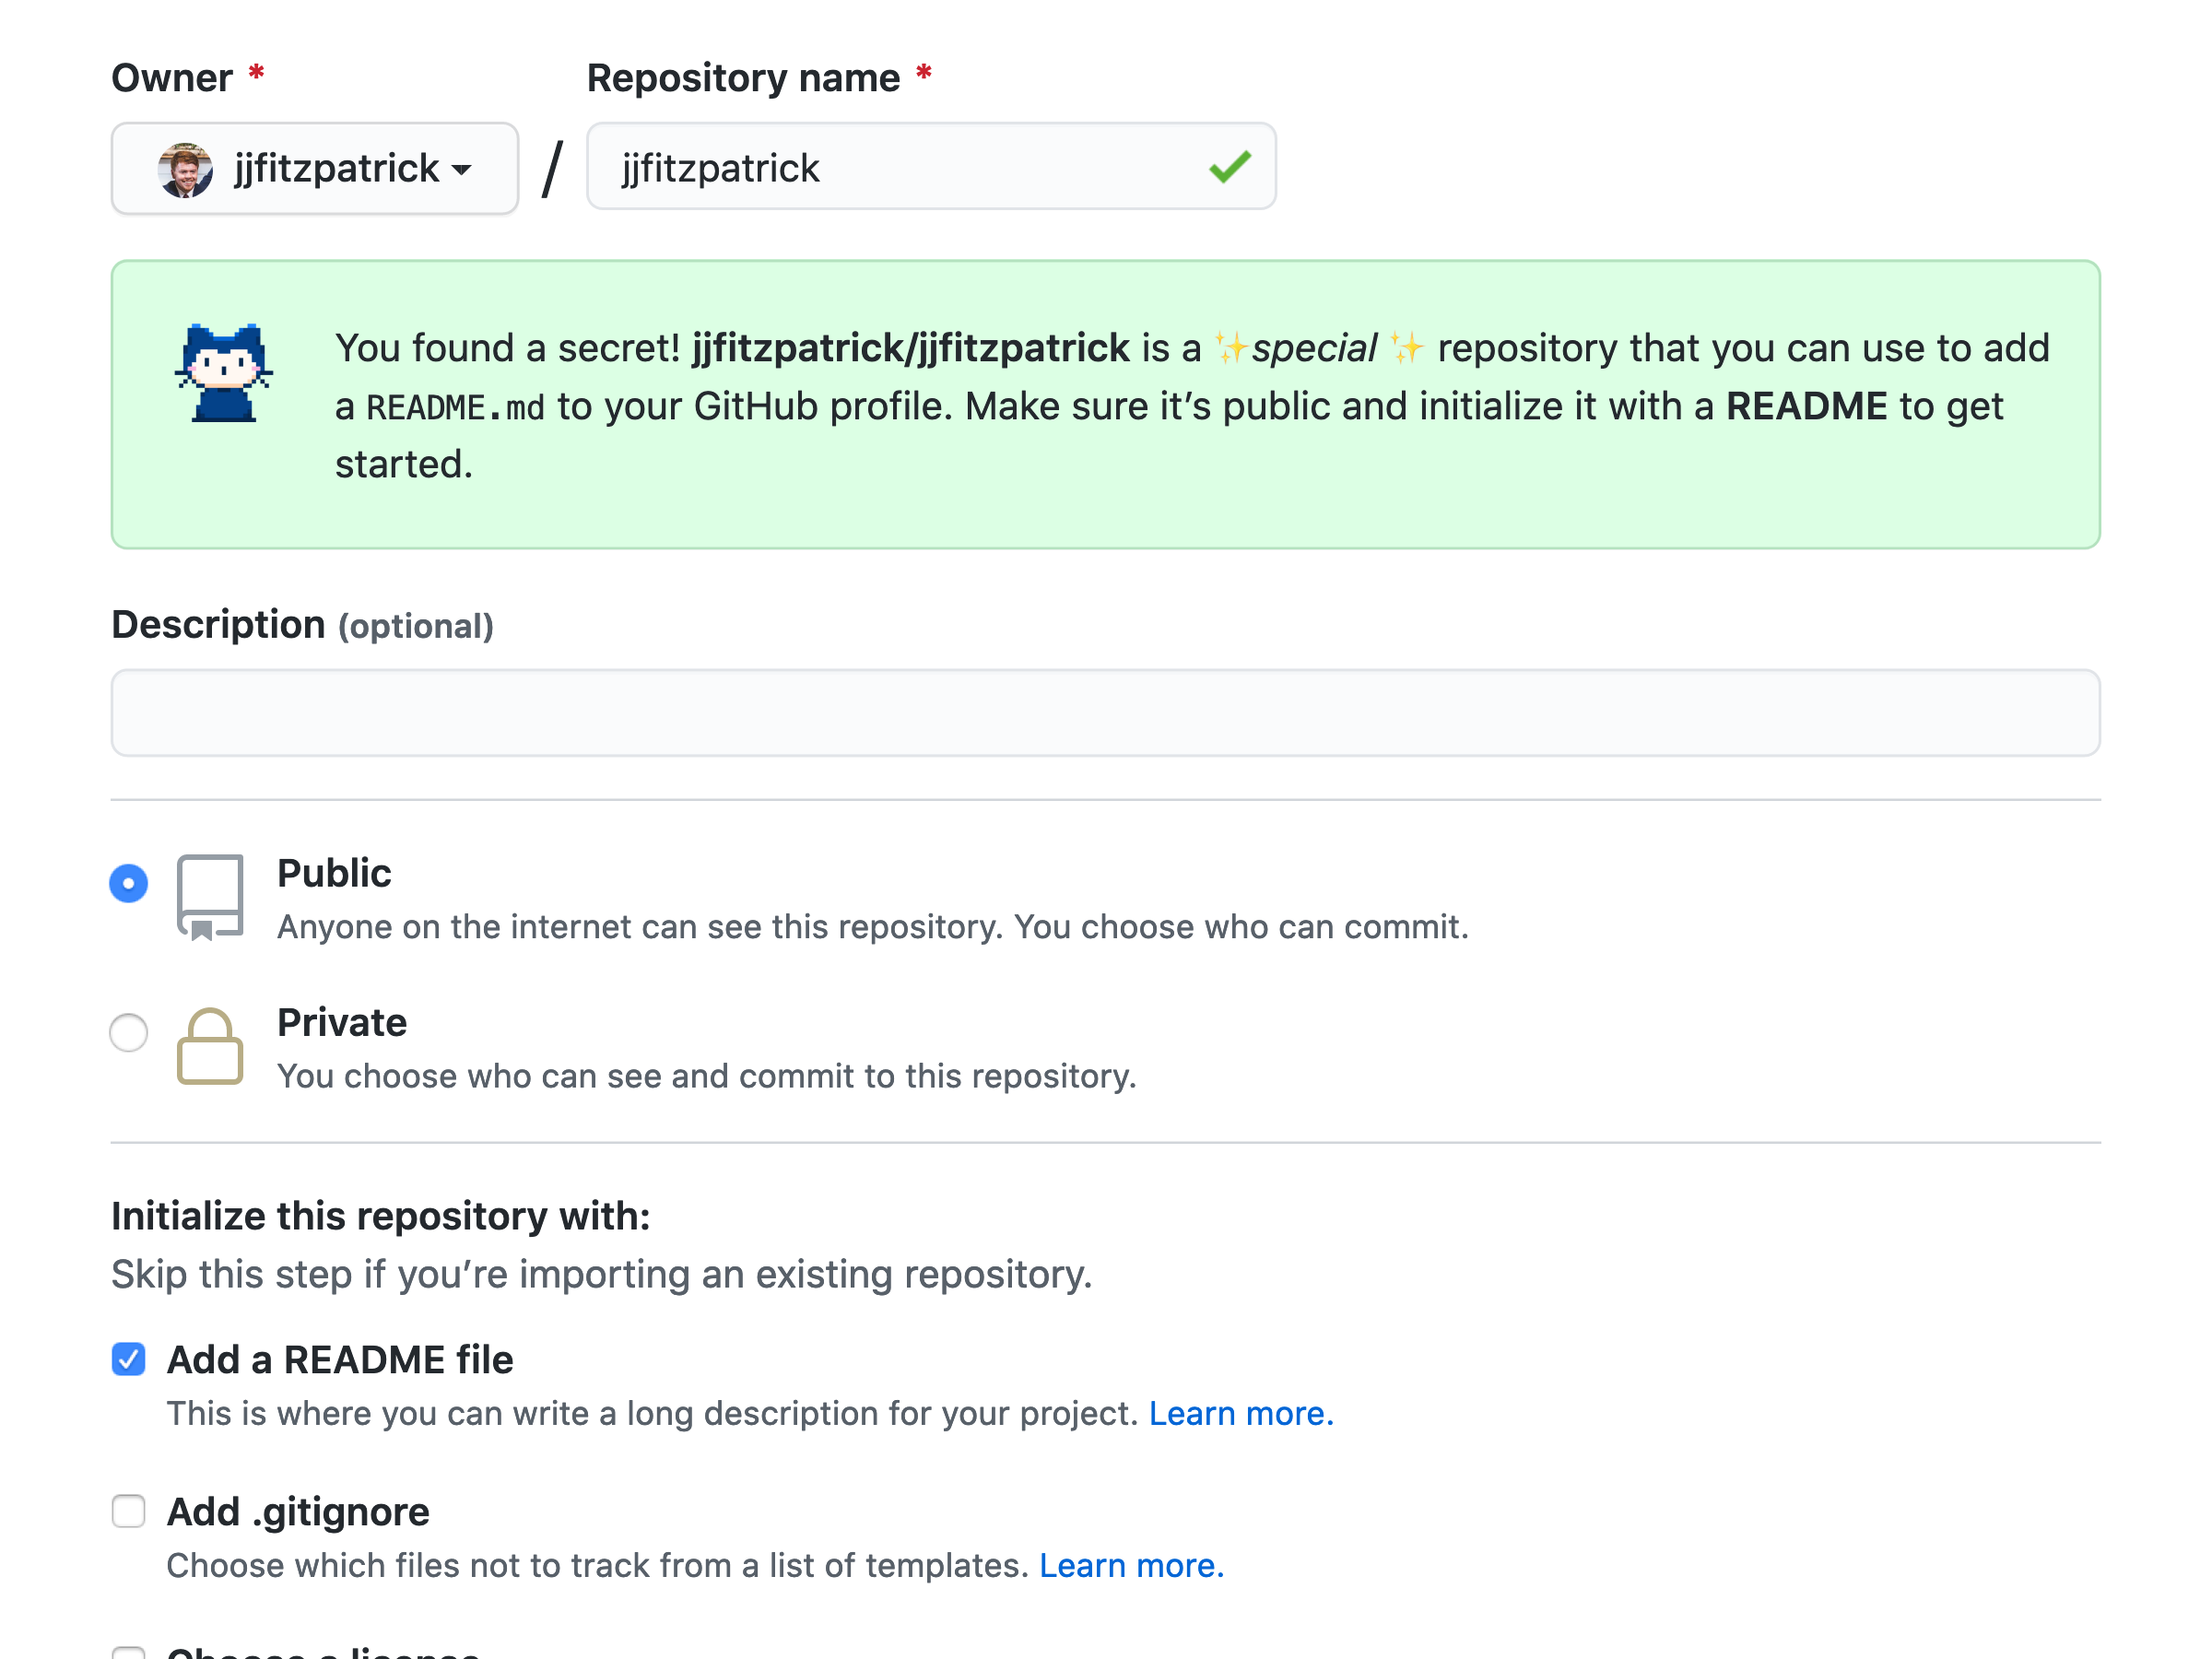 Owner *
Repository name *
jjfitzpatrick / jjfitzpatrick
You found a secret! jjfitzpatrick/jjfitzpatrick is a ✨special ✨ repository that you can use to add
a README.md to your GitHub profile. Make sure it’s public and initialize it with a README to get
started.
Description (optional)
Public
Anyone on the internet can see this repository. You choose who can commit.
Private
You choose who can see and commit to this repository.
Initialize this repository with:
Skip this step if you’re importing an existing repository.
Add a README file
This is where you can write a long description for your project. Learn more.
Add .gitignore
Choose which files not to track from a list of templates. Learn more.
Choose a license